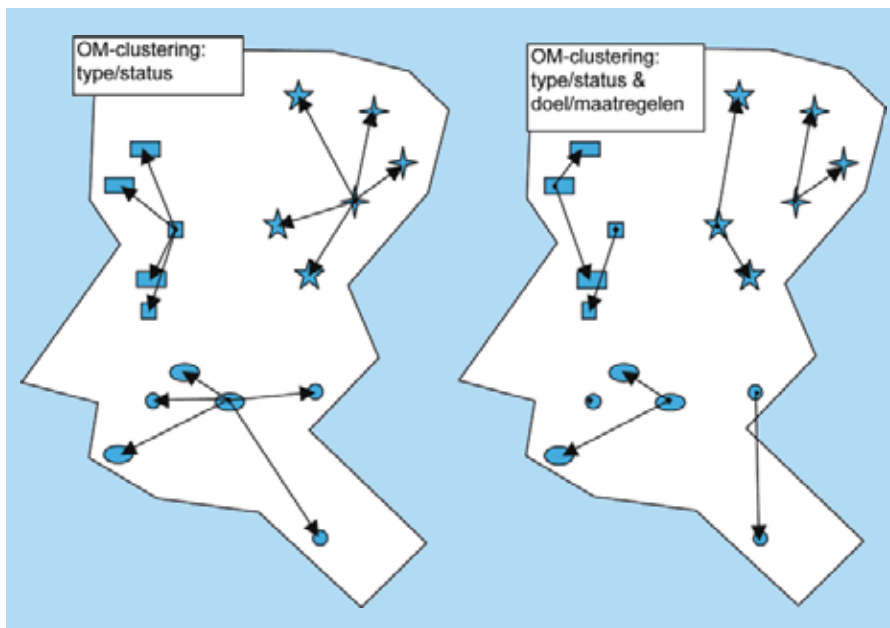 OM-clustering:
type/status
OM-clustering:
type/status &
doel/maatregelen